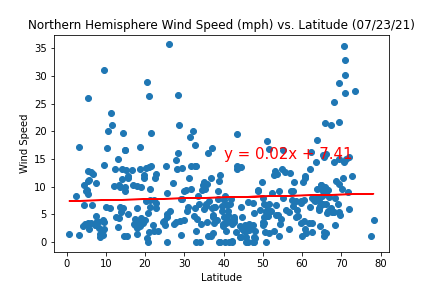 Northern Hemisphere Wind Speed (mph) vs. Latitude (07/23/21)
35
30
25
20
15
10
5
0
Wind Speed
y = 0.02x + 7.41
0 10 20 30 40 50 60 70 80
Latitude